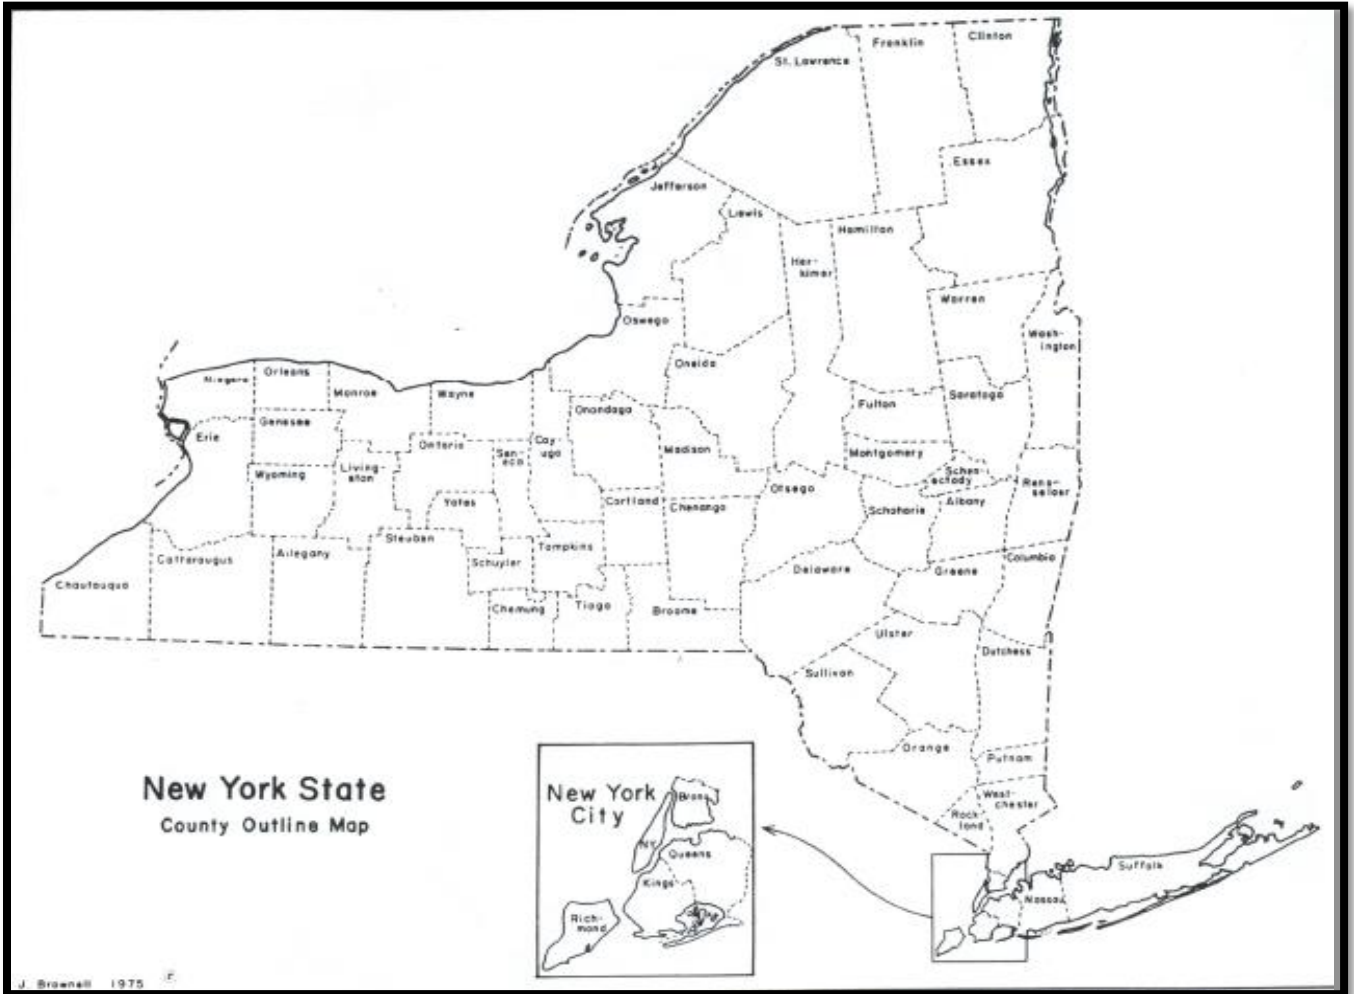 St. Lawrence
Franklin
Clinton
Essex
Jefferson
Lewis
Hamilton
Her-
kimer
Warren
Oswego
Wash-
ington
Oneida
Niagara
Orleans
Monroe
Wayne
Saratoga
Fulton
Onondaga
Genesee
Erie
Ontario
Cay-
uga
Sen-
eca
Madison
Montgomery
Wyoming
Living-
ston
Schen-
ectady
Otsego
Rens-
selaer
Yates
Cortland
Chenango
Schoharie
Albany
Steuben
Tompkins
Allegany
Cattaraugus
Schuyler
Delaware
Greene
Columbia
Chautauqua
Chemung
Tioga
Broome
Ulster
Dutchess
Sullivan
Orange
Putnam
West-
chester
Rock
land
New York State
County Outline Map
New York
City
Bronx
NY
Queens
Kings
Rich-
mond
Suffolk
Nassau
J. Brownell 1975